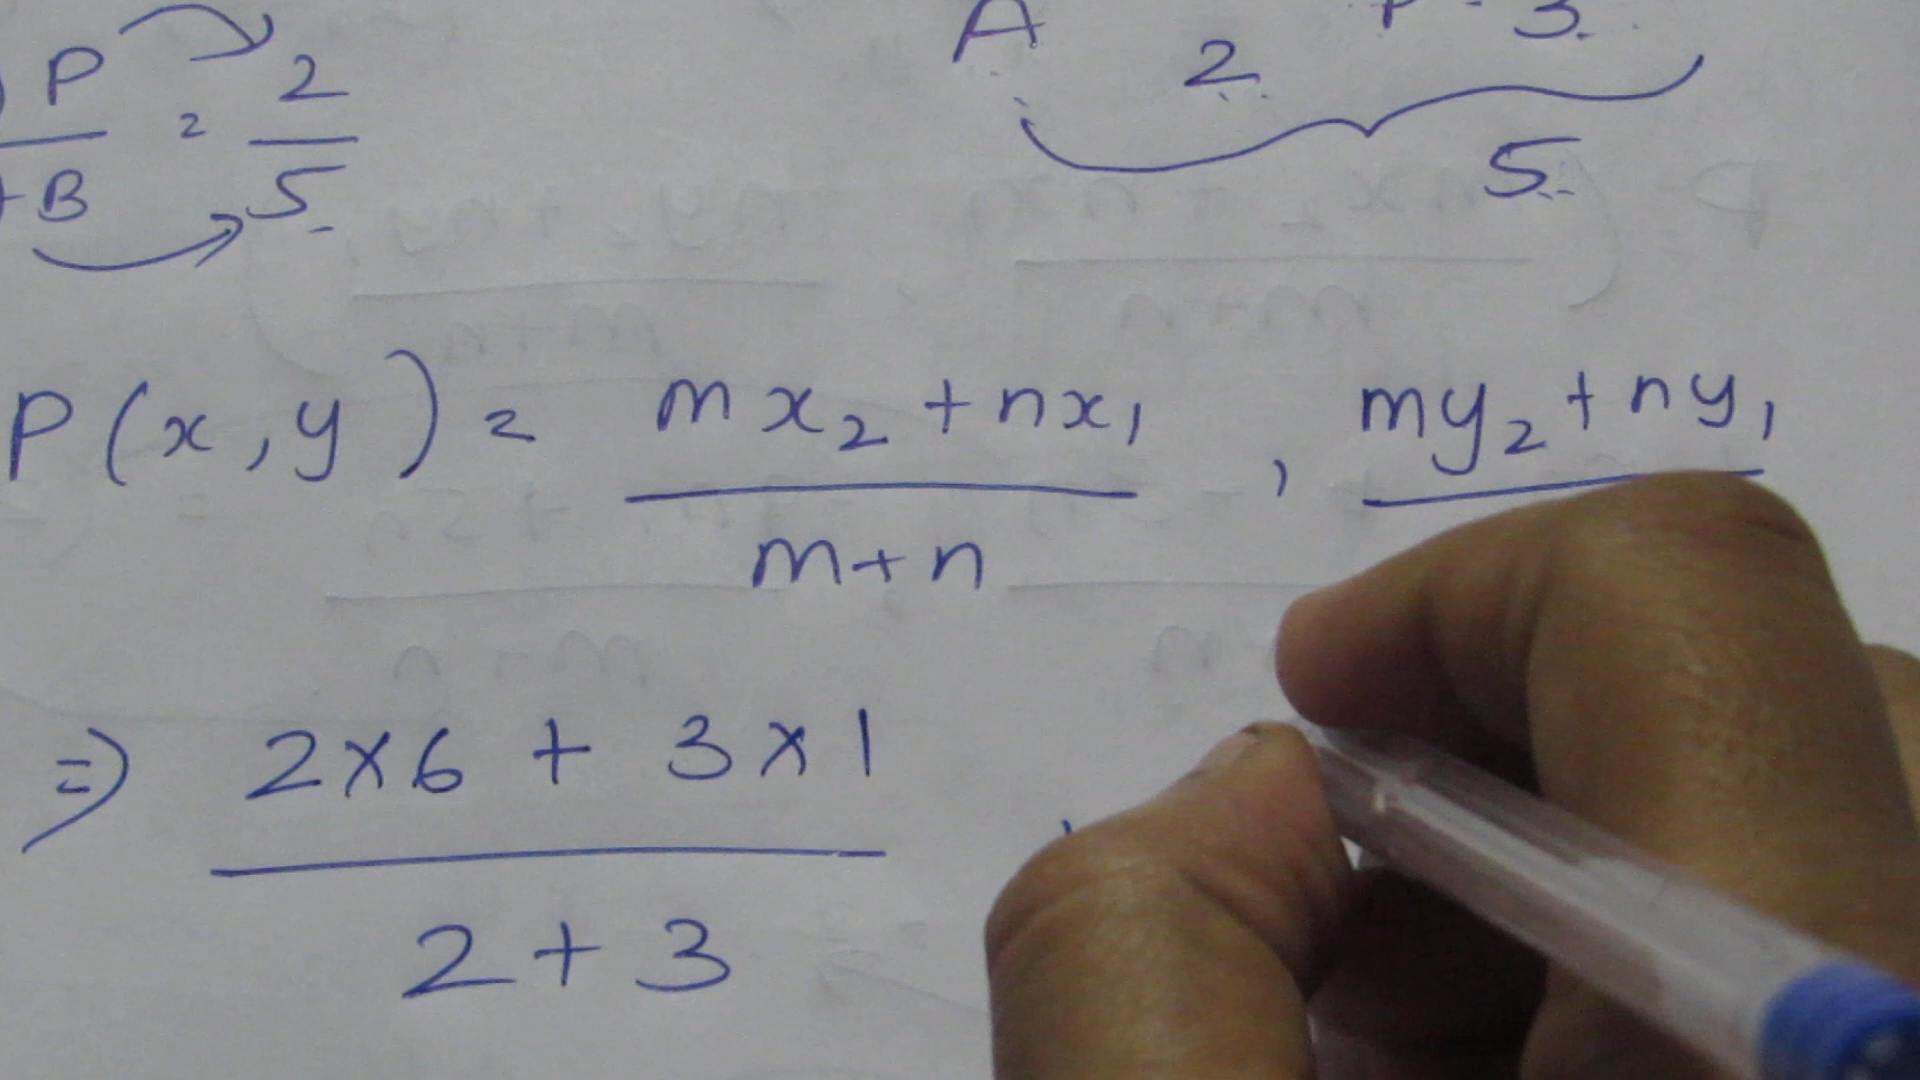 P / B = 2 / 5
A 2 P 3
5
P(x,y) = mx₂+nx₁ / m+n , my₂+ny₁
⇒ 2×6 + 3×1 / 2+3 ,